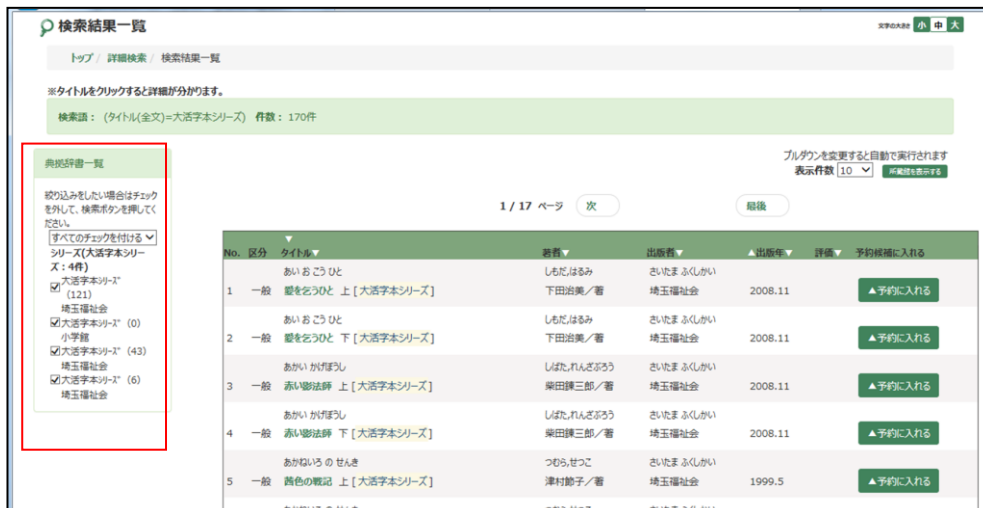 検索結果一覧
文字の大きさ 小 中 大
トップ / 詳細検索 / 検索結果一覧
※タイトルをクリックすると詳細が分かります。
検索語： (タイトル(全文)=大活字本シリーズ) 件数： 170件
典拠辞書一覧
絞り込みをしたい場合はチェック
を外して、検索ボタンを押してく
ださい。
すべてのチェックを付ける
シリーズ(大活字本シリー
ズ：4件)
大活字本ｼﾘｰｽﾞ
(121)
埼玉福祉会
大活字本ｼﾘｰｽﾞ (0)
小学館
大活字本ｼﾘｰｽﾞ (43)
埼玉福祉会
大活字本ｼﾘｰｽﾞ (6)
埼玉福祉会
プルダウンを変更すると自動で実行されます
表示件数 10 所蔵館を表示する
1 / 17 ページ 次 最後
No. 区分 タイトル▼ 著者▼ 出版者▼ ▲出版年▼ 評価▼ 予約候補に入れる
あい お こう ひと しもだ,はるみ さいたま ふくしかい
1 一般 愛を乞うひと 上 [大活字本シリーズ] 下田治美／著 埼玉福祉会 2008.11 ▲予約に入れる
あい お こう ひと しもだ,はるみ さいたま ふくしかい
2 一般 愛を乞うひと 下 [大活字本シリーズ] 下田治美／著 埼玉福祉会 2008.11 ▲予約に入れる
あかい かげぼうし しばた,れんざぶろう さいたま ふくしかい
3 一般 赤い影法師 上 [大活字本シリーズ] 柴田錬三郎／著 埼玉福祉会 2008.11 ▲予約に入れる
あかい かげぼうし しばた,れんざぶろう さいたま ふくしかい
4 一般 赤い影法師 下 [大活字本シリーズ] 柴田錬三郎／著 埼玉福祉会 2008.11 ▲予約に入れる
あかねいろ の せんき つむら,せつこ さいたま ふくしかい
5 一般 茜色の戦記 上 [大活字本シリーズ] 津村節子／著 埼玉福祉会 1999.5 ▲予約に入れる